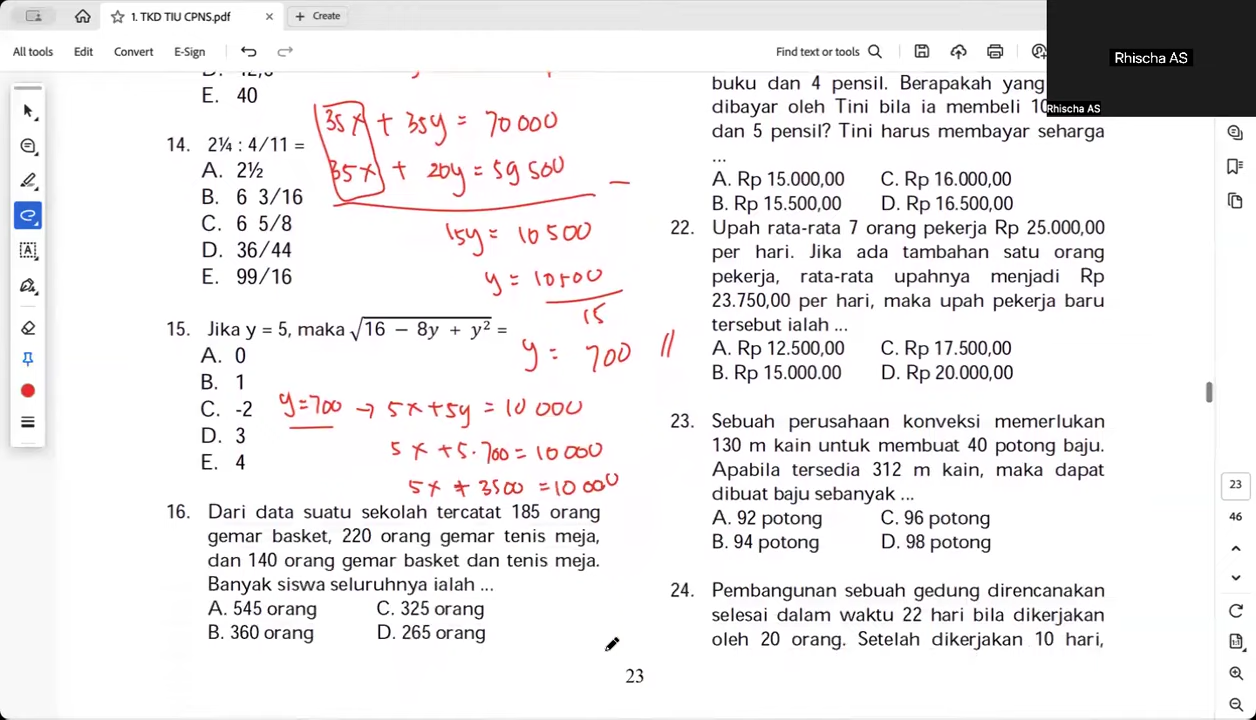 1. TKD TIU CPNS.pdf
Create
All tools
Edit
Convert
E-Sign
Find text or tools
Rhischa AS
Rhischa AS
E. 40
35x + 35y = 70 000
35x + 20y = 59 500
15y = 10 500
y = 10500
15
y = 700 //
14. 2¼ : 4/11 =
A. 2½
B. 6 3/16
C. 6 5/8
D. 36/44
E. 99/16
15. Jika y = 5, maka √16 − 8y + y² =
A. 0
B. 1
C. -2
D. 3
E. 4
y=700 → 5x + 5y = 10 000
5x + 5 · 700 = 10 000
5x + 3500 = 10 000
16. Dari data suatu sekolah tercatat 185 orang
gemar basket, 220 orang gemar tenis meja,
dan 140 orang gemar basket dan tenis meja.
Banyak siswa seluruhnya ialah ...
A. 545 orang C. 325 orang
B. 360 orang D. 265 orang
23
buku dan 4 pensil. Berapakah yang
dibayar oleh Tini bila ia membeli
dan 5 pensil? Tini harus membayar seharga
...
A. Rp 15.000,00 C. Rp 16.000,00
B. Rp 15.500,00 D. Rp 16.500,00
22. Upah rata-rata 7 orang pekerja Rp 25.000,00
per hari. Jika ada tambahan satu orang
pekerja, rata-rata upahnya menjadi Rp
23.750,00 per hari, maka upah pekerja baru
tersebut ialah ...
A. Rp 12.500,00 C. Rp 17.500,00
B. Rp 15.000.00 D. Rp 20.000,00
23. Sebuah perusahaan konveksi memerlukan
130 m kain untuk membuat 40 potong baju.
Apabila tersedia 312 m kain, maka dapat
dibuat baju sebanyak ...
A. 92 potong C. 96 potong
B. 94 potong D. 98 potong
24. Pembangunan sebuah gedung direncanakan
selesai dalam waktu 22 hari bila dikerjakan
oleh 20 orang. Setelah dikerjakan 10 hari,
23
46